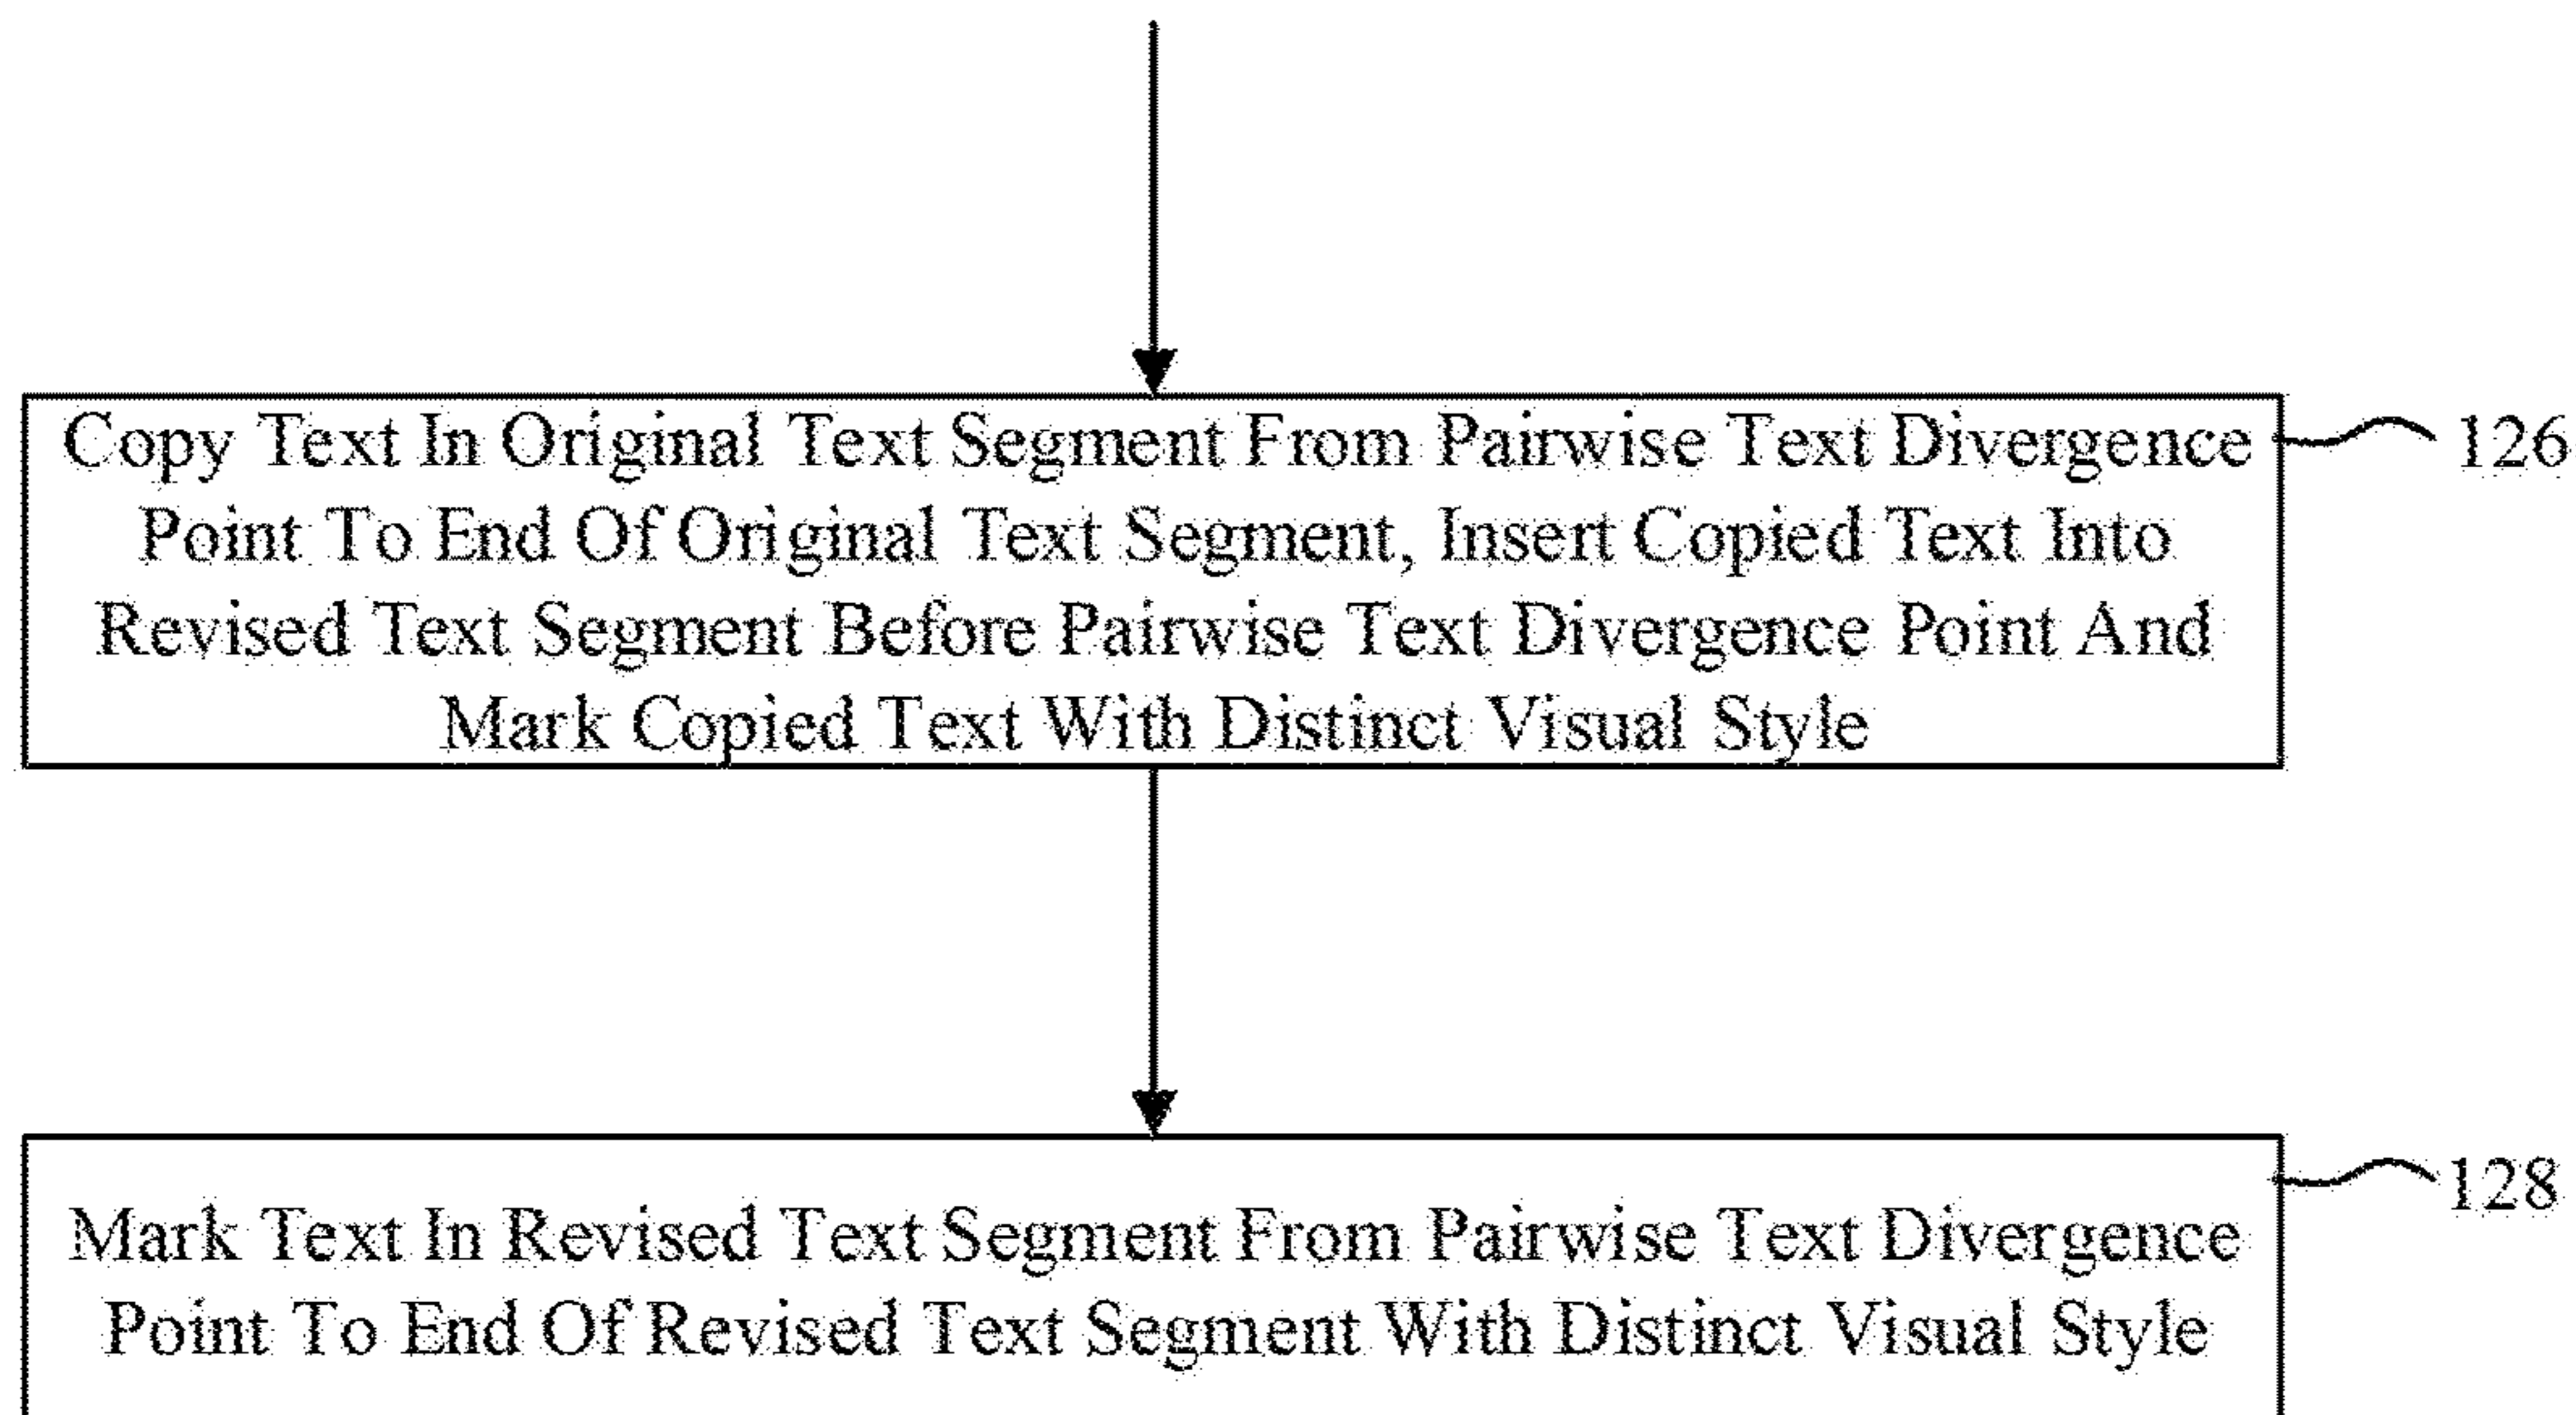 Copy Text In Original Text Segment From Pairwise Text Divergence
126
Point To End Of Original Text Segment, Insert Copied Text Into
Revised Text Segment Before Pairwise Text Divergence Point And
Mark Copied Text With Distinct Visual Style
128
Mark Text In Revised Text Segment From Pairwise Text Divergence
Point To End Of Revised Text Segment With Distinct Visual Style